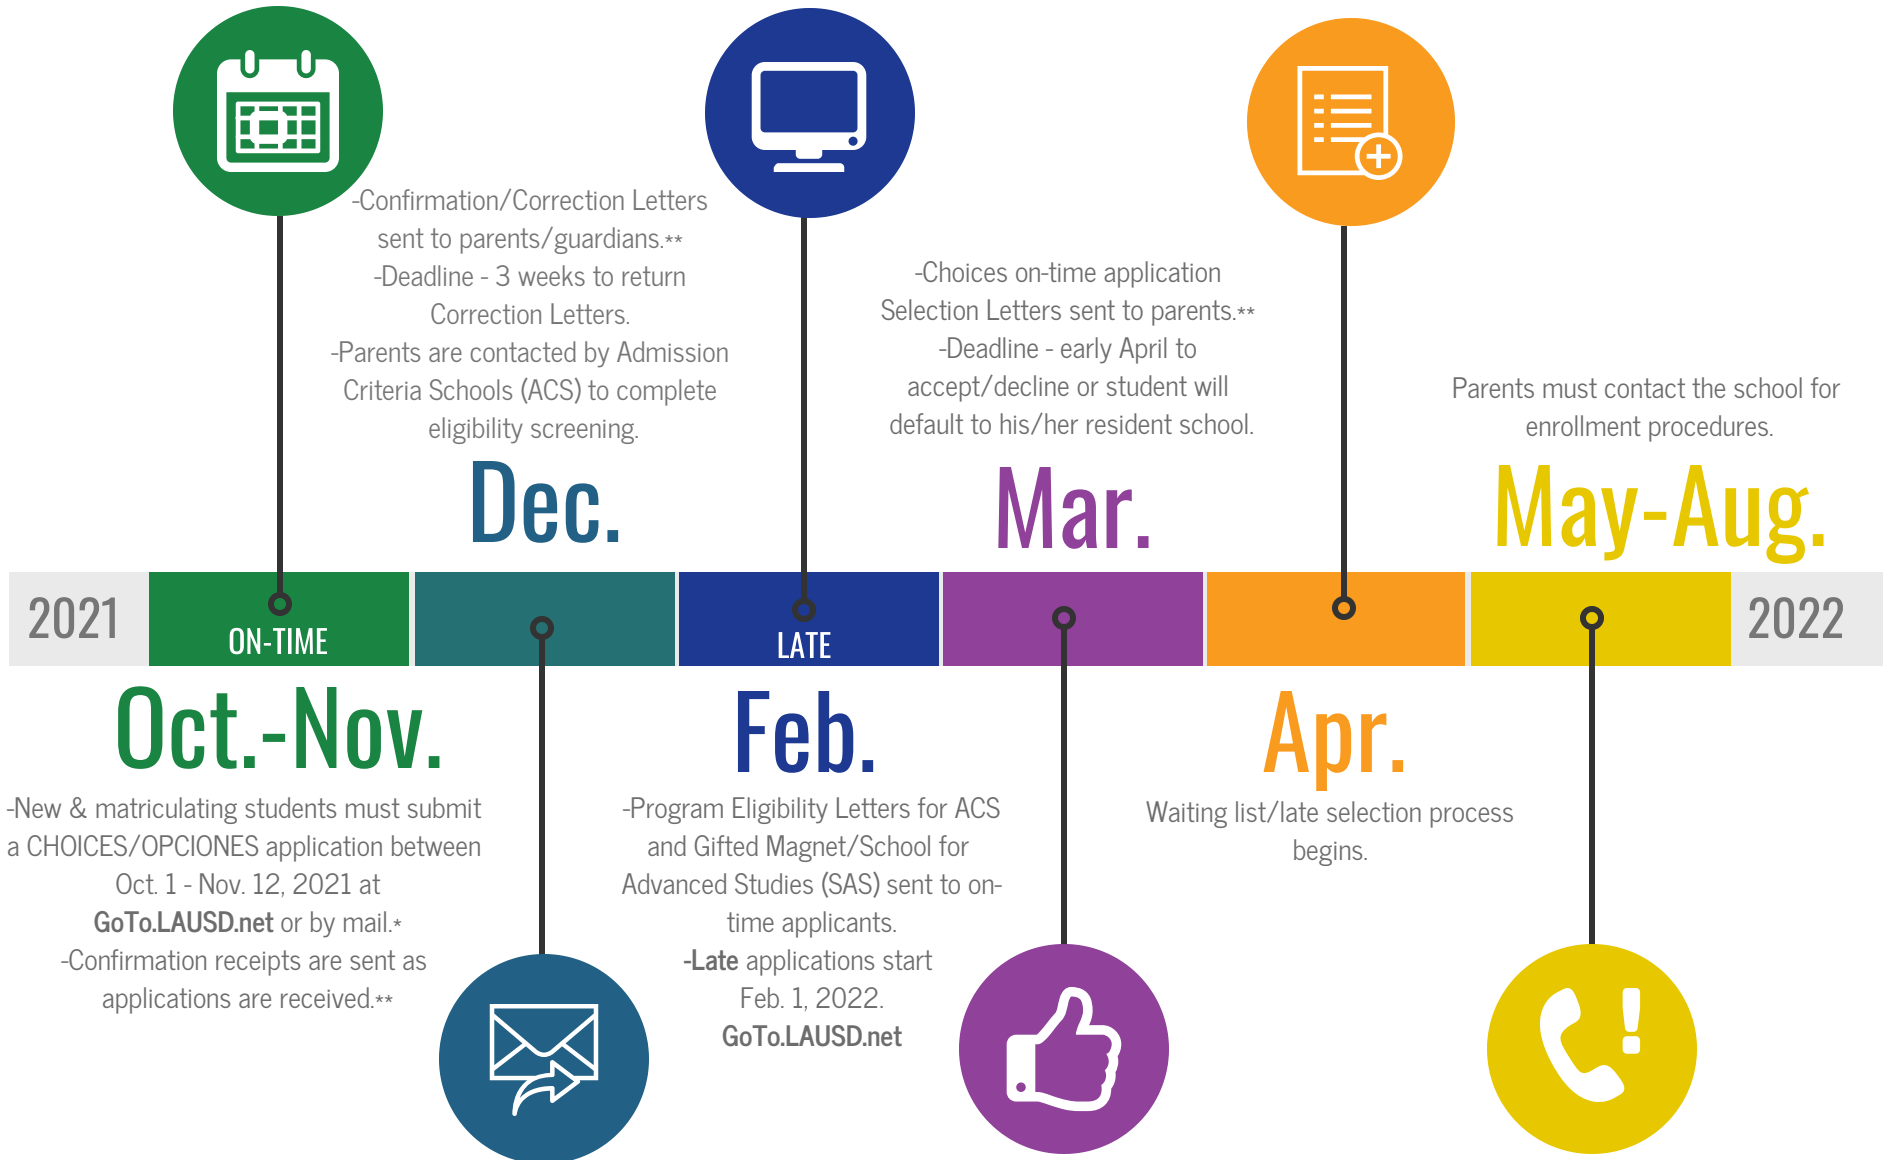 -Confirmation/Correction Letters
sent to parents/guardians.**
-Deadline - 3 weeks to return
Correction Letters.
-Parents are contacted by Admission
Criteria Schools (ACS) to complete
eligibility screening.
Dec.
-Choices on-time application
Selection Letters sent to parents.**
-Deadline - early April to
accept/decline or student will
default to his/her resident school.
Mar.
Parents must contact the school for
enrollment procedures.
May-Aug.
2021
ON-TIME
LATE
2022
Oct.-Nov.
-New & matriculating students must submit
a CHOICES/OPCIONES application between
Oct. 1 - Nov. 12, 2021 at
GoTo.LAUSD.net or by mail.*
-Confirmation receipts are sent as
applications are received.**
Feb.
-Program Eligibility Letters for ACS
and Gifted Magnet/School for
Advanced Studies (SAS) sent to on-
time applicants.
-Late applications start
Feb. 1, 2022.
GoTo.LAUSD.net
Apr.
Waiting list/late selection process
begins.